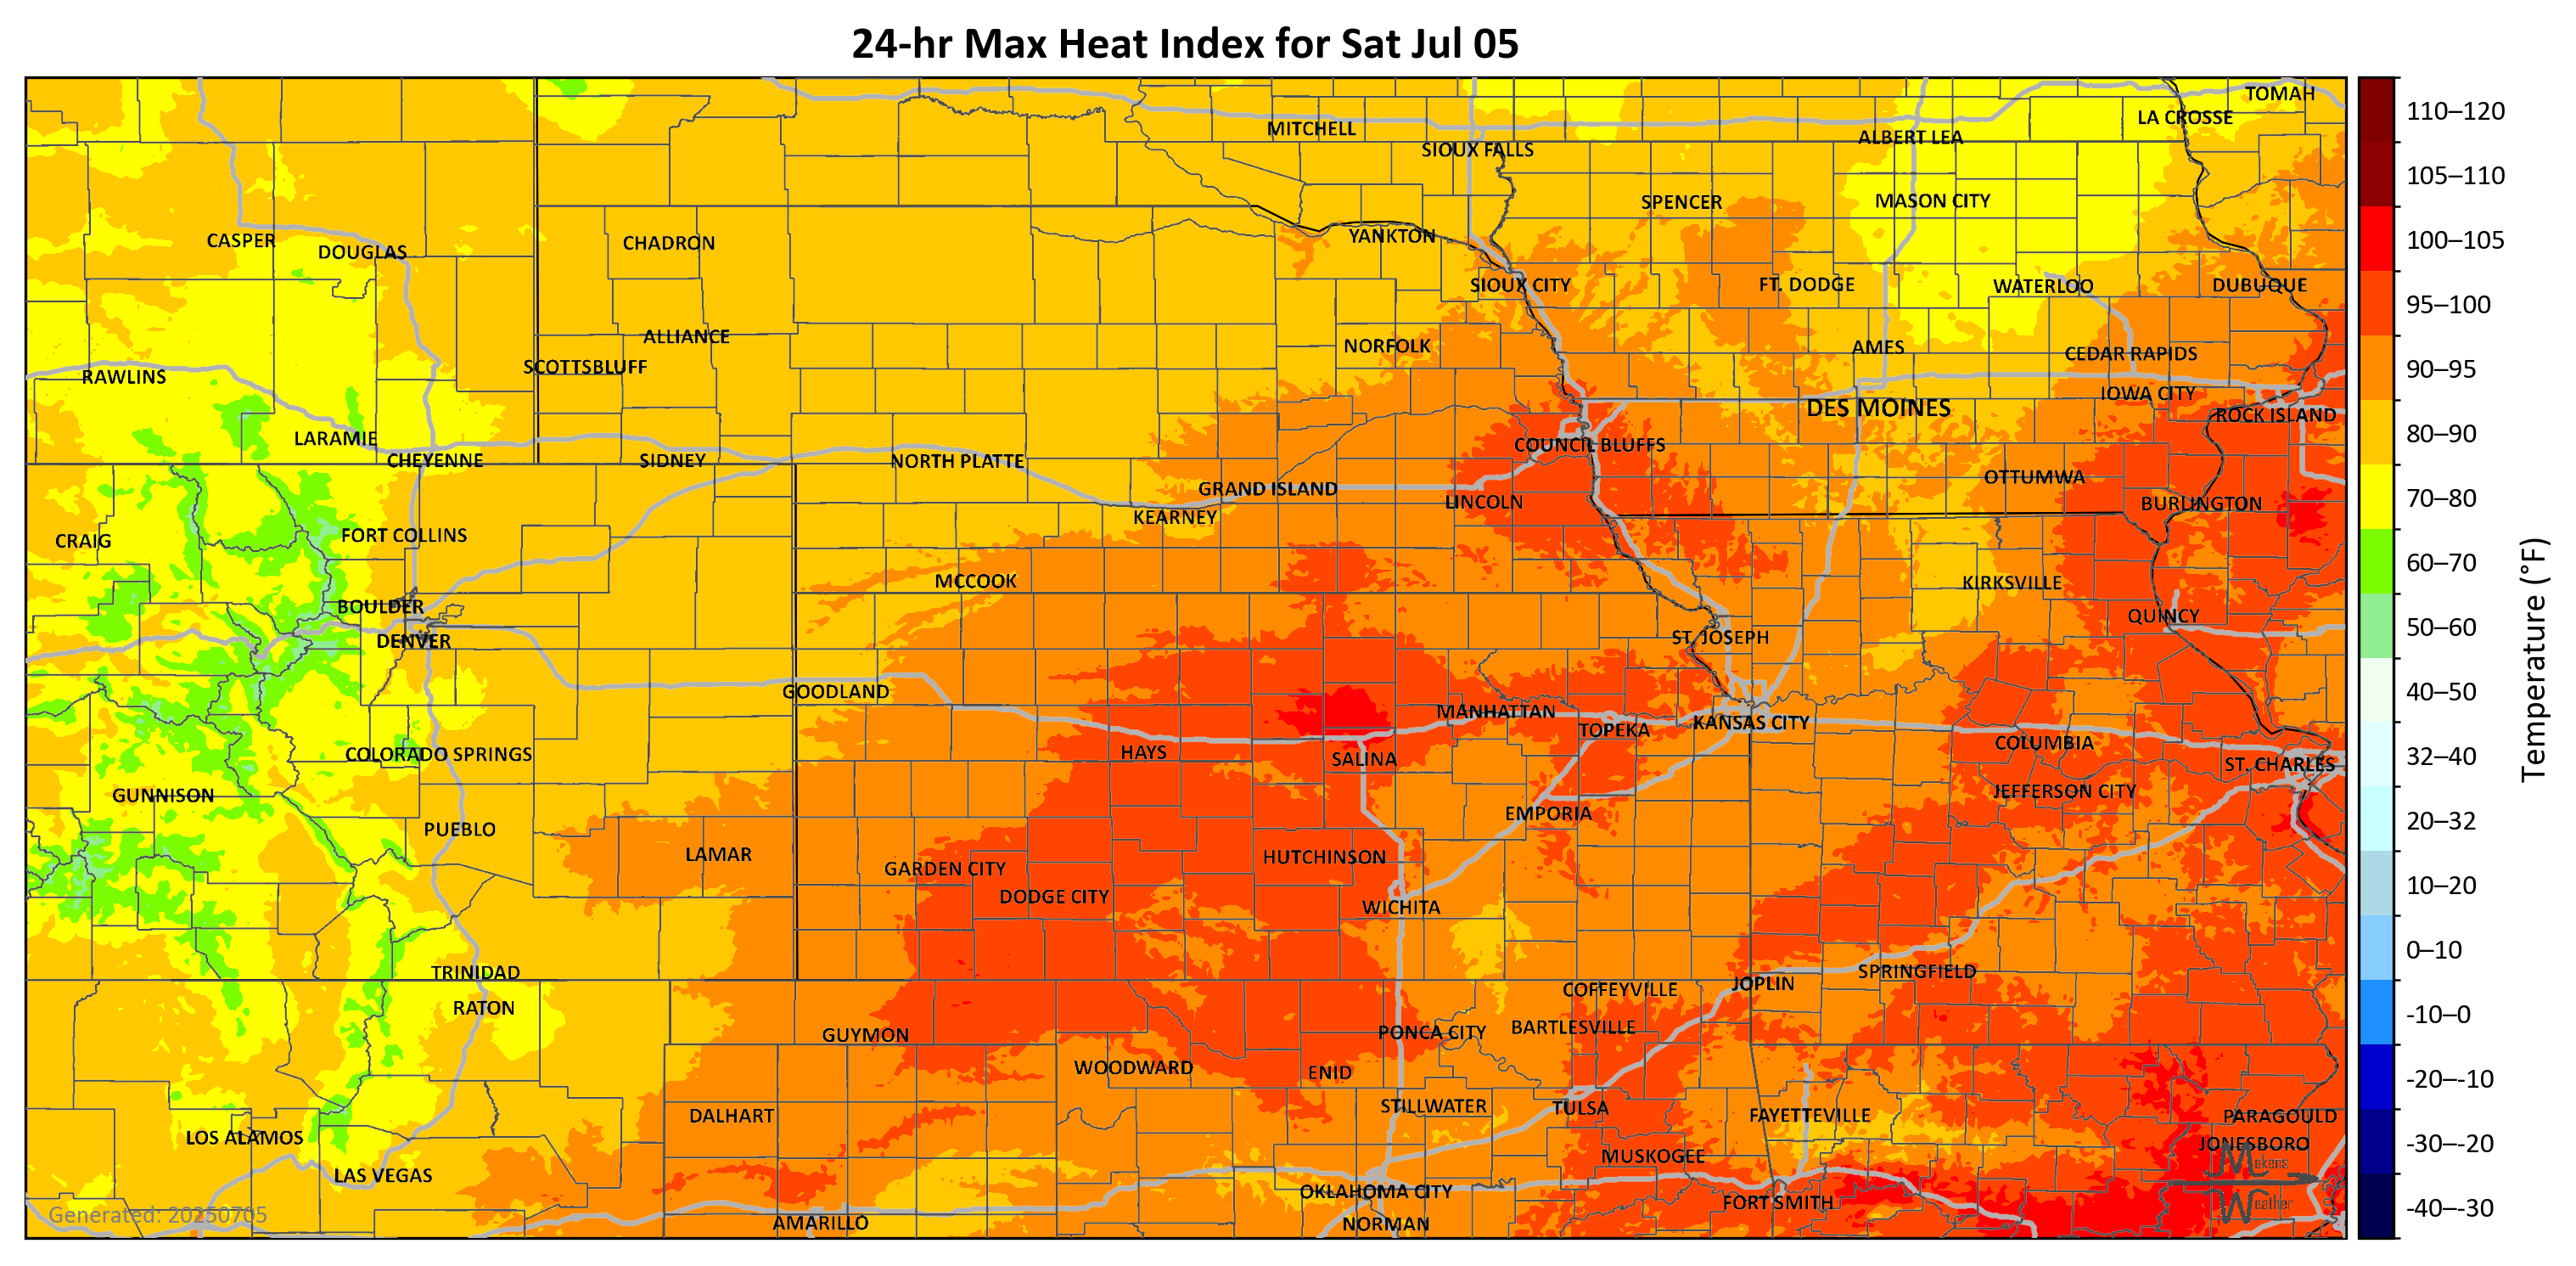 24-hr Max Heat Index for Sat Jul 05
TOMAH
LA CROSSE
MITCHELL
ALBERT LEA
SIOUX FALLS
SPENCER
MASON CITY
YANKTON
CASPER
CHADRON
DOUGLAS
SIOUX CITY
FT. DODGE
WATERLOO
DUBUQUE
ALLIANCE
NORFOLK
AMES
CEDAR RAPIDS
SCOTTSBLUFF
RAWLINS
IOWA CITY
DES MOINES
ROCK ISLAND
LARAMIE
COUNCIL BLUFFS
CHEYENNE
SIDNEY
NORTH PLATTE
OTTUMWA
GRAND ISLAND
LINCOLN
BURLINGTON
KEARNEY
FORT COLLINS
CRAIG
MCCOOK
KIRKSVILLE
BOULDER
QUINCY
DENVER
ST. JOSEPH
GOODLAND
MANHATTAN
KANSAS CITY
TOPEKA
COLUMBIA
COLORADO SPRINGS
HAYS
SALINA
ST. CHARLES
GUNNISON
JEFFERSON CITY
EMPORIA
PUEBLO
LAMAR
HUTCHINSON
GARDEN CITY
DODGE CITY
WICHITA
TRINIDAD
SPRINGFIELD
JOPLIN
COFFEYVILLE
RATON
BARTLESVILLE
PONCA CITY
GUYMON
WOODWARD
ENID
STILLWATER
TULSA
DALHART
FAYETTEVILLE
PARAGOULD
LOS ALAMOS
JONESBORO
MUSKOGEE
LAS VEGAS
OKLAHOMA CITY
FORT SMITH
AMARILLO
NORMAN
Makens
Weather
Generated: 20250705
110–120
105–110
100–105
95–100
90–95
80–90
70–80
60–70
50–60
40–50
32–40
20–32
10–20
0–10
-10–0
-20–-10
-30–-20
-40–-30
Temperature (°F)